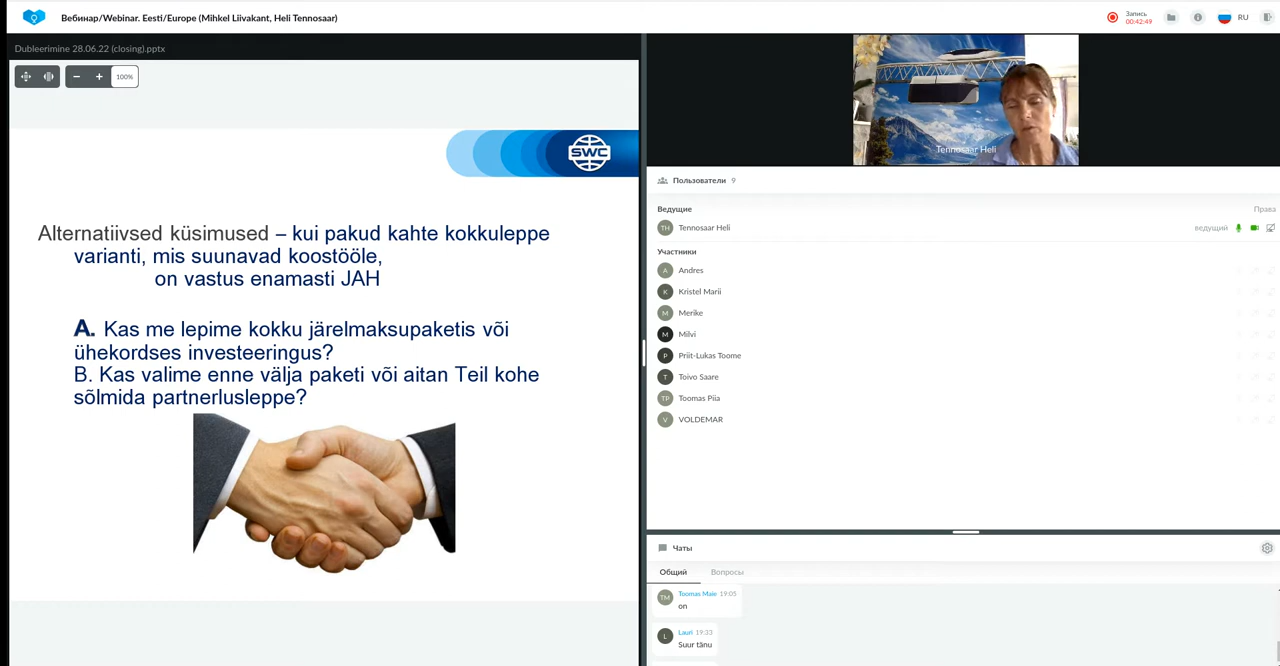 Вебинар/Webinar. Eesti/Europe (Mihkel Liivakant, Heli Tennosaar)
Запись
00:42:49
RU
Dubleerimine 28.06.22 (closing).pptx
100%
SWC
Alternatiivsed küsimused – kui pakud kahte kokkuleppe
varianti, mis suunavad koostööle,
on vastus enamasti JAH
A. Kas me lepime kokku järelmaksupaketis või
ühekordses investeeringus?
B. Kas valime enne välja paketi või aitan Teil kohe
sõlmida partnerlusleppe?
Tennosaar Heli
Пользователи 9
Ведущие Права
TH Tennosaar Heli ведущий
Участники
A Andres
K Kristel Marii
M Merike
M Milvi
P Priit-Lukas Toome
T Toivo Saare
TP Toomas Piia
V VOLDEMAR
Чаты
Общий Вопросы
TM Toomas Maie 19:05
on
L Lauri 19:33
Suur tänu